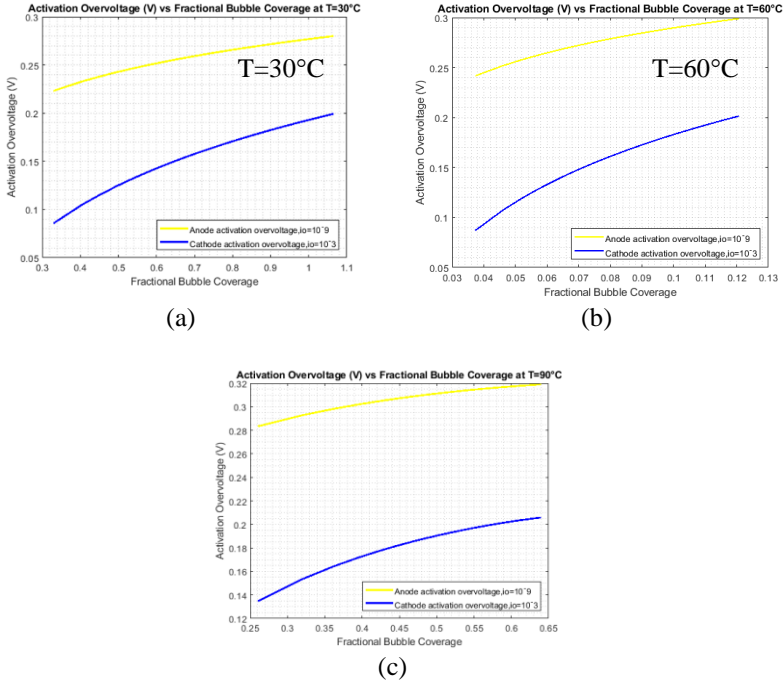 Activation Overvoltage (V) vs Fractional Bubble Coverage at T=30°C
0.3
0.25
0.2
0.15
0.1
0.05
Activation Overvoltage (V)
T=30°C
Anode activation overvoltage,io=10^9
Cathode activation overvoltage,io=10^3
0.3 0.4 0.5 0.6 0.7 0.8 0.9 1 1.1
Fractional Bubble Coverage
(a)
Activation Overvoltage (V) vs Fractional Bubble Coverage at T=60°C
0.3
0.25
0.2
0.15
0.1
0.05
Activation Overvoltage (V)
T=60°C
Anode activation overvoltage,io=10^9
Cathode activation overvoltage,io=10^3
0.03 0.04 0.05 0.06 0.07 0.08 0.09 0.1 0.11 0.12 0.13
Fractional Bubble Coverage
(b)
Activation Overvoltage (V) vs Fractional Bubble Coverage at T=90°C
0.32
0.3
0.28
0.26
0.24
0.22
0.2
0.18
0.16
0.14
0.12
Activation Overvoltage (V)
Anode activation overvoltage,io=10^9
Cathode activation overvoltage,io=10^3
0.25 0.3 0.35 0.4 0.45 0.5 0.55 0.6 0.65
Fractional Bubble Coverage
(c)